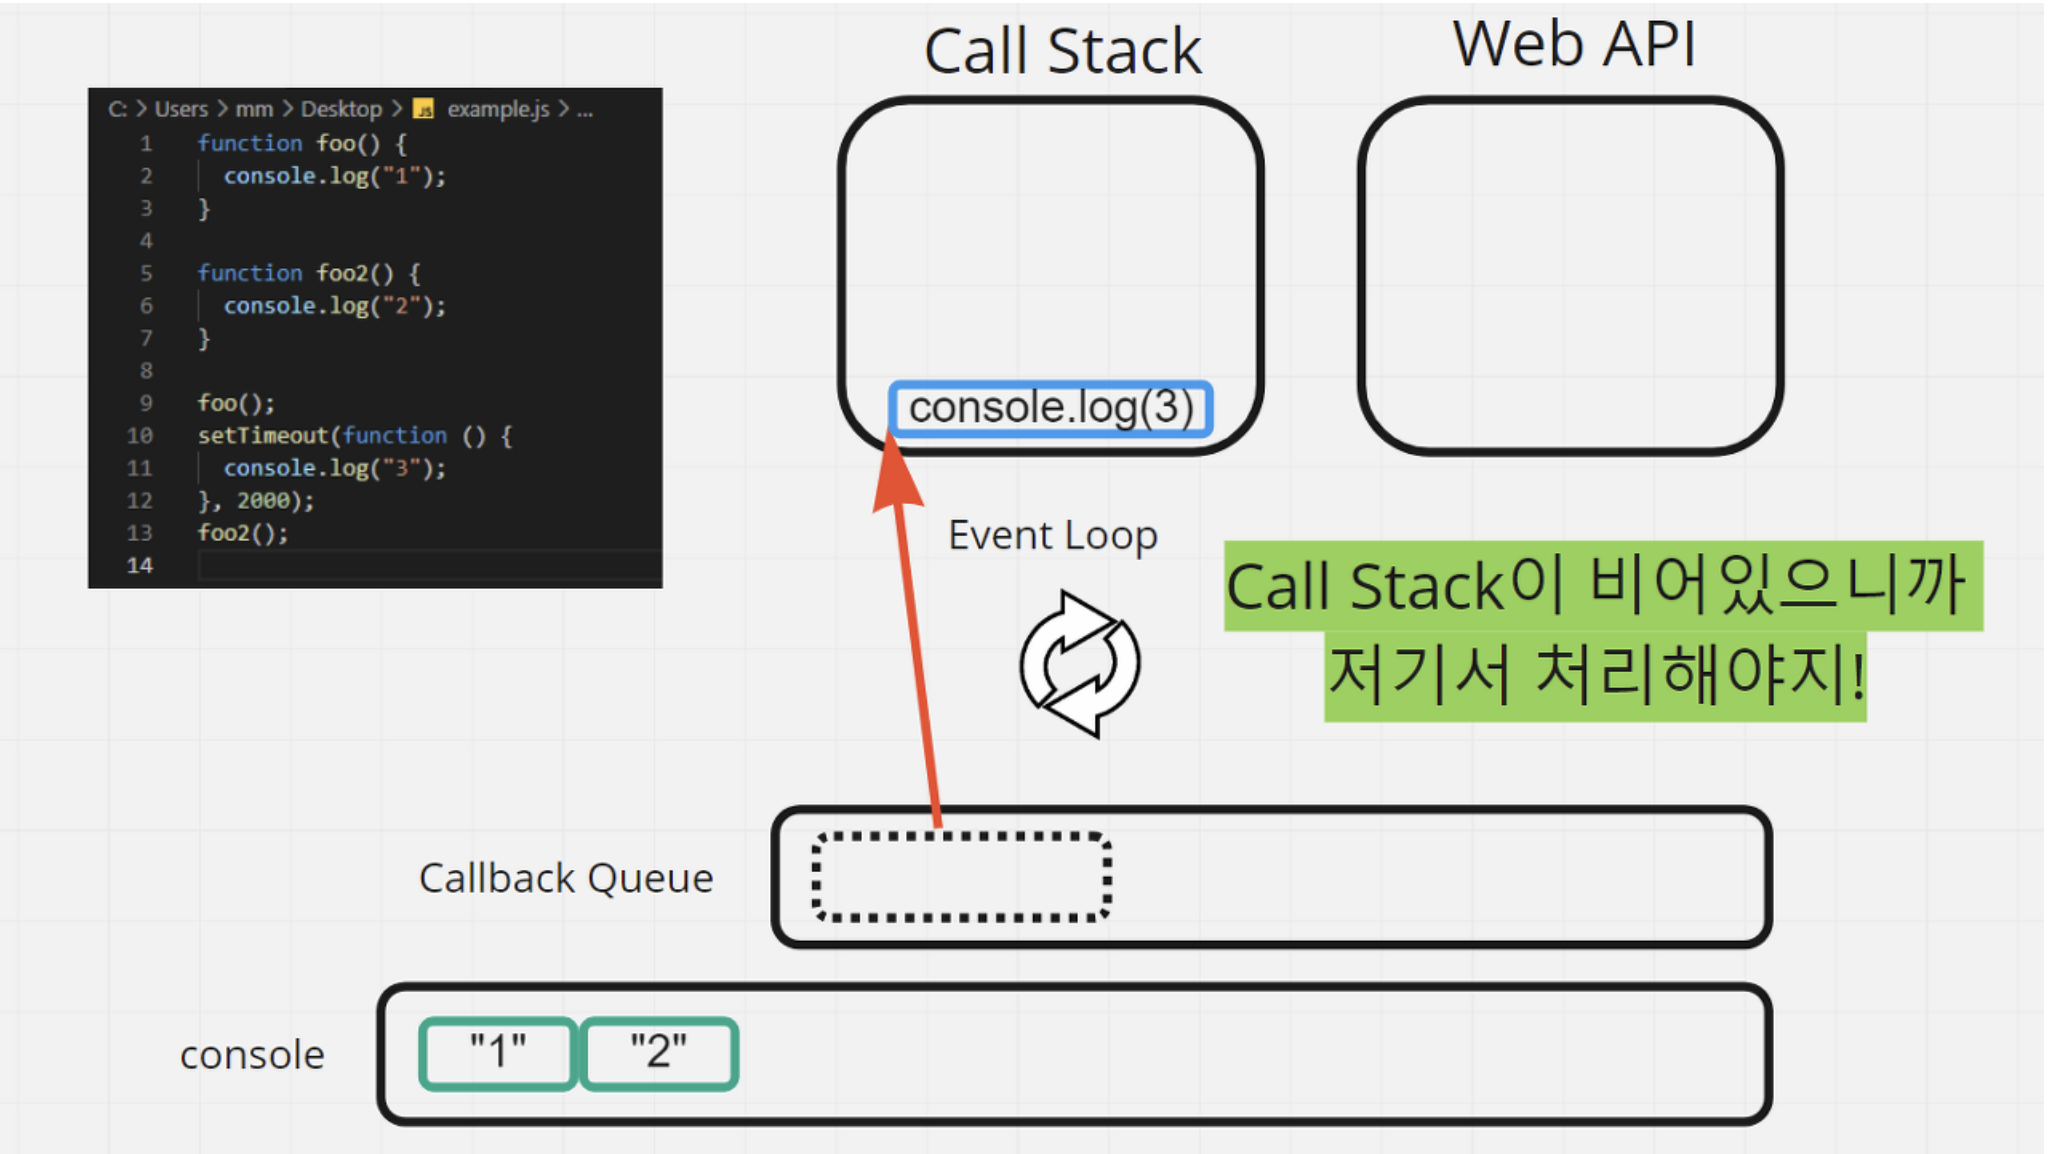 Call Stack
Web API
C: > Users > mm > Desktop > JS example.js > ...
1 function foo() {
2 console.log("1");
3 }
4
5 function foo2() {
6 console.log("2");
7 }
8
9 foo();
10 setTimeout(function () {
11 console.log("3");
12 }, 2000);
13 foo2();
14
console.log(3)
Event Loop
Call Stack이 비어있으니까
저기서 처리해야지!
Callback Queue
console
"1" "2"